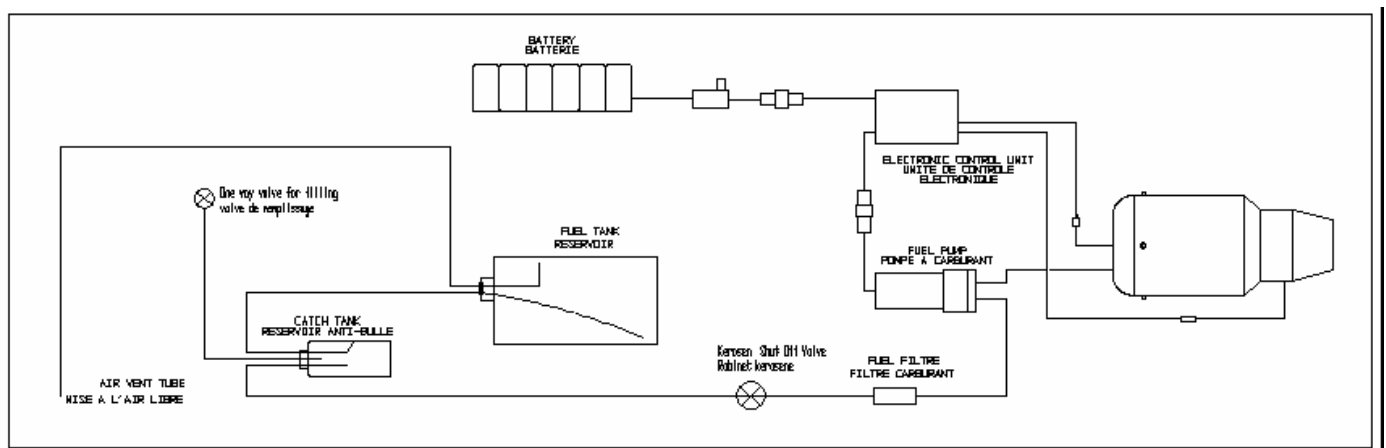 BATTERY
BATTERIE
ELECTRONIC CONTROL UNIT
UNITE DE CONTROLE
ELECTRONIQUE
One way valve for filling
valve de remplissage
FUEL TANK
RESERVOIR
FUEL PUMP
POMPE A CARBURANT
CATCH TANK
RESERVOIR ANTI-BULLE
Kerosen Shut Off Valve
Robinet kerosene
FUEL FILTRE
FILTRE CARBURANT
AIR VENT TUBE
MISE A L'AIR LIBRE